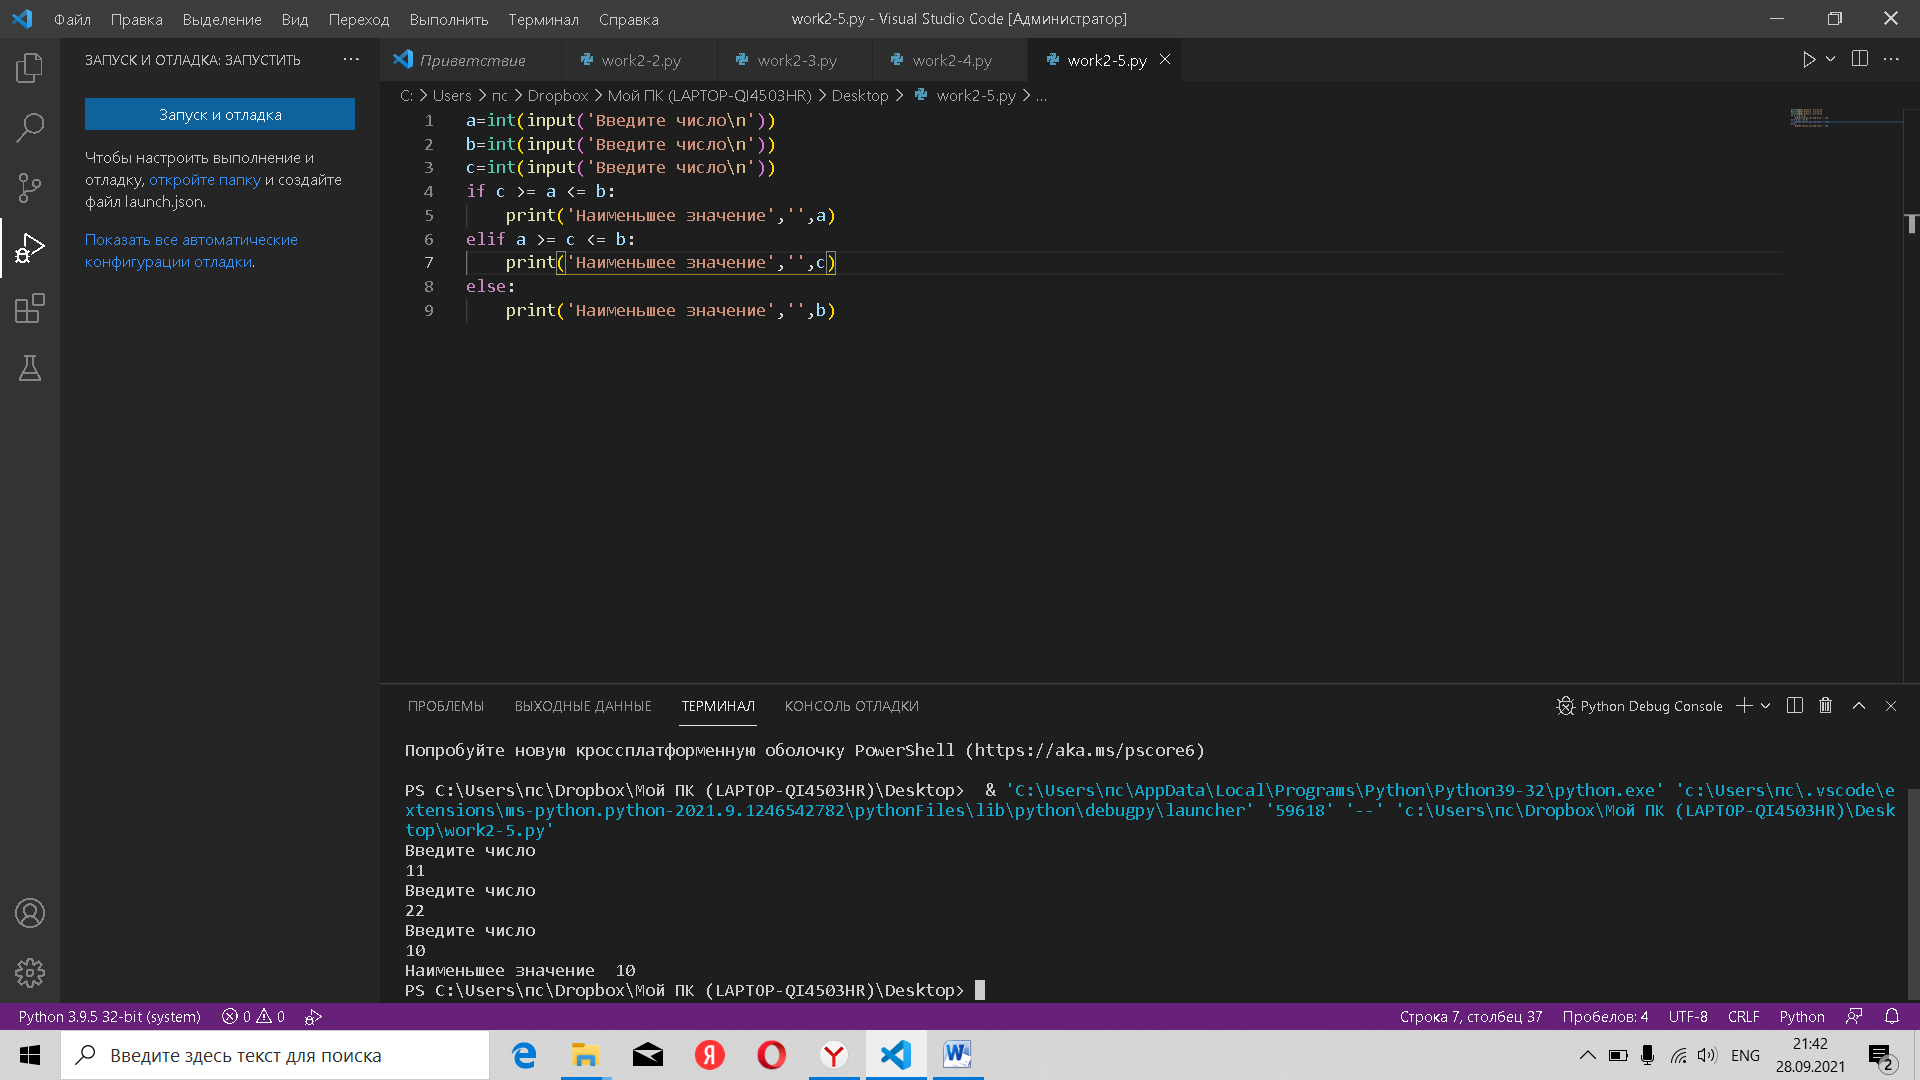 Файл Правка Выделение Вид Переход Выполнить Терминал Справка
work2-5.py - Visual Studio Code [Администратор]
ЗАПУСК И ОТЛАДКА: ЗАПУСТИТЬ
Запуск и отладка
Чтобы настроить выполнение и
отладку, откройте папку и создайте
файл launch.json.
Показать все автоматические
конфигурации отладки.
Приветствие work2-2.py work2-3.py work2-4.py work2-5.py
C: > Users > пс > Dropbox > Мой ПК (LAPTOP-QI4503HR) > Desktop > work2-5.py > ...
1 a=int(input('Введите число\n'))
2 b=int(input('Введите число\n'))
3 c=int(input('Введите число\n'))
4 if c >= a <= b:
5     print('Наименьшее значение','',a)
6 elif a >= c <= b:
7     print('Наименьшее значение','',c)
8 else:
9     print('Наименьшее значение','',b)
ПРОБЛЕМЫ ВЫХОДНЫЕ ДАННЫЕ ТЕРМИНАЛ КОНСОЛЬ ОТЛАДКИ
Python Debug Console
Попробуйте новую кроссплатформенную оболочку PowerShell (https://aka.ms/pscore6)
PS C:\Users\пс\Dropbox\Мой ПК (LAPTOP-QI4503HR)\Desktop>  & 'C:\Users\пс\AppData\Local\Programs\Python\Python39-32\python.exe' 'c:\Users\пс\.vscode\e
xtensions\ms-python.python-2021.9.1246542782\pythonFiles\lib\python\debugpy\launcher' '59618' '--' 'c:\Users\пс\Dropbox\Мой ПК (LAPTOP-QI4503HR)\Desk
top\work2-5.py'
Введите число
11
Введите число
22
Введите число
10
Наименьшее значение  10
PS C:\Users\пс\Dropbox\Мой ПК (LAPTOP-QI4503HR)\Desktop>
Python 3.9.5 32-bit (system) 0 0
Строка 7, столбец 37 Пробелов: 4 UTF-8 CRLF Python
Введите здесь текст для поиска
ENG
21:42
28.09.2021
2